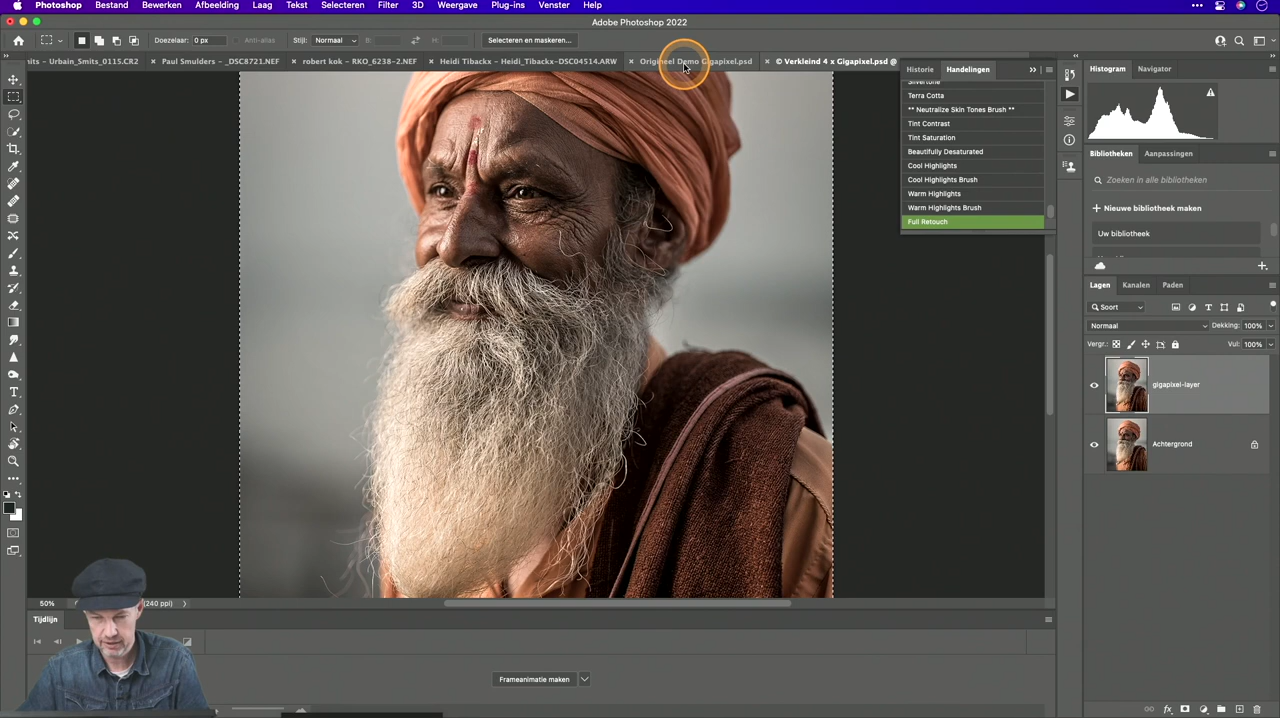 Photoshop Bestand Bewerken Afbeelding Laag Tekst Selecteren Filter 3D Weergave Plug-ins Venster Help
Adobe Photoshop 2022
Doezelaar: 0 px Anti-alias Stijl: Normaal B: H: Selecteren en maskeren...
mits - Urbain_Smits_0115.CR2 Paul Smulders - _DSC8721.NEF robert kok - RKO_6238-2.NEF Heidi Tibackx - Heidi_Tibackx-DSC04514.ARW Origineel Demo Gigapixel.psd © Verkleind 4 x Gigapixel.psd @
Historie Handelingen
Silvertone
Terra Cotta
** Neutralize Skin Tones Brush **
Tint Contrast
Tint Saturation
Beautifully Desaturated
Cool Highlights
Cool Highlights Brush
Warm Highlights
Warm Highlights Brush
Full Retouch
Histogram Navigator
Bibliotheken Aanpassingen
Zoeken in alle bibliotheken
Nieuwe bibliotheek maken
Uw bibliotheek
Lagen Kanalen Paden
Soort
Normaal Dekking: 100%
Vergr.: Vul: 100%
gigapixel-layer
Achtergrond
50% (240 ppi)
Tijdlijn
Frameanimatie maken